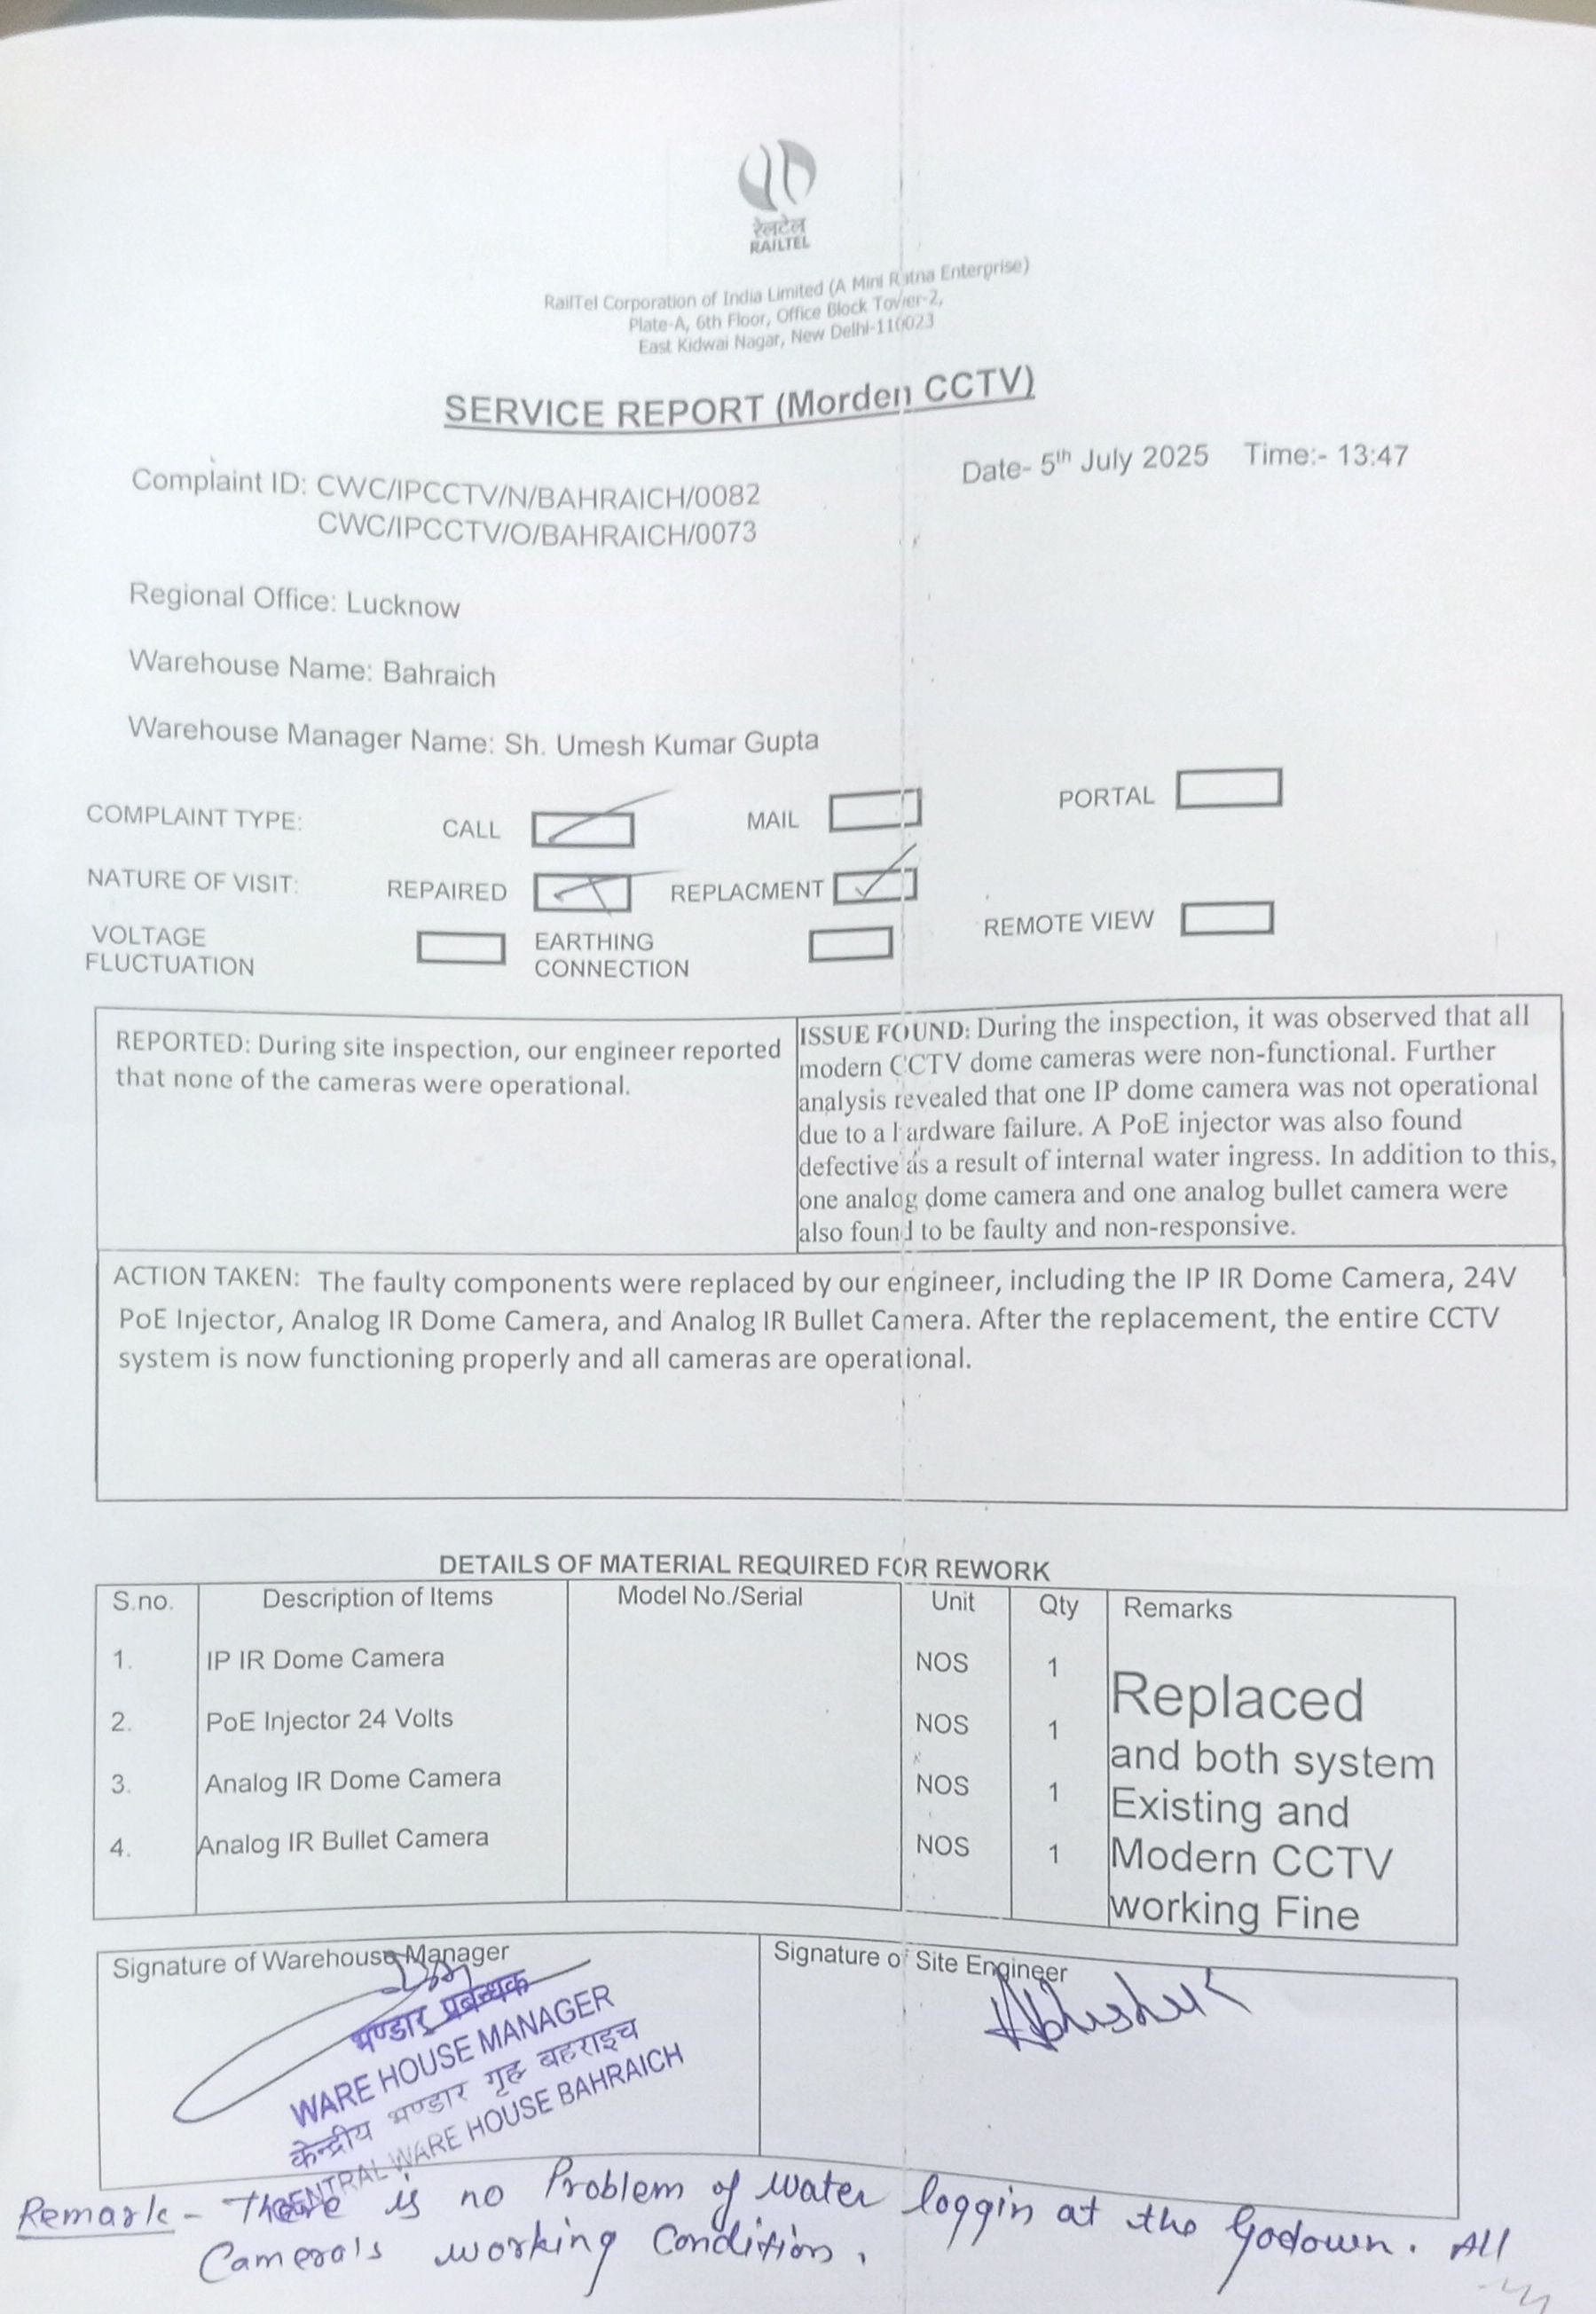 रेलटेल
RAILTEL
RailTel Corporation of India Limited (A Mini Ratna Enterprise)
Plate-A, 6th Floor, Office Block Tower-2,
East Kidwai Nagar, New Delhi-110023
SERVICE REPORT (Morden CCTV)
Date- 5th July 2025 Time:- 13:47
Complaint ID: CWC/IPCCTV/N/BAHRAICH/0082
CWC/IPCCTV/O/BAHRAICH/0073
Regional Office: Lucknow
Warehouse Name: Bahraich
Warehouse Manager Name: Sh. Umesh Kumar Gupta
COMPLAINT TYPE: CALL MAIL PORTAL
NATURE OF VISIT: REPAIRED REPLACMENT
VOLTAGE FLUCTUATION EARTHING CONNECTION REMOTE VIEW
REPORTED: During site inspection, our engineer reported
that none of the cameras were operational.
ISSUE FOUND: During the inspection, it was observed that all
modern CCTV dome cameras were non-functional. Further
analysis revealed that one IP dome camera was not operational
due to a hardware failure. A PoE injector was also found
defective as a result of internal water ingress. In addition to this,
one analog dome camera and one analog bullet camera were
also found to be faulty and non-responsive.
ACTION TAKEN: The faulty components were replaced by our engineer, including the IP IR Dome Camera, 24V
PoE Injector, Analog IR Dome Camera, and Analog IR Bullet Camera. After the replacement, the entire CCTV
system is now functioning properly and all cameras are operational.
DETAILS OF MATERIAL REQUIRED FOR REWORK
S.no. Description of Items Model No./Serial Unit Qty Remarks
1. IP IR Dome Camera NOS 1
2. PoE Injector 24 Volts NOS 1
3. Analog IR Dome Camera NOS 1
4. Analog IR Bullet Camera NOS 1
Replaced
and both system
Existing and
Modern CCTV
working Fine
Signature of Warehouse Manager
भण्डार प्रबन्धक
WARE HOUSE MANAGER
केन्द्रीय भण्डार गृह बहराइच
CENTRAL WARE HOUSE BAHRAICH
Signature of Site Engineer
Abhishek
Remark - There is no Problem of water loggin at the Godown. All
Camera's working Condition.